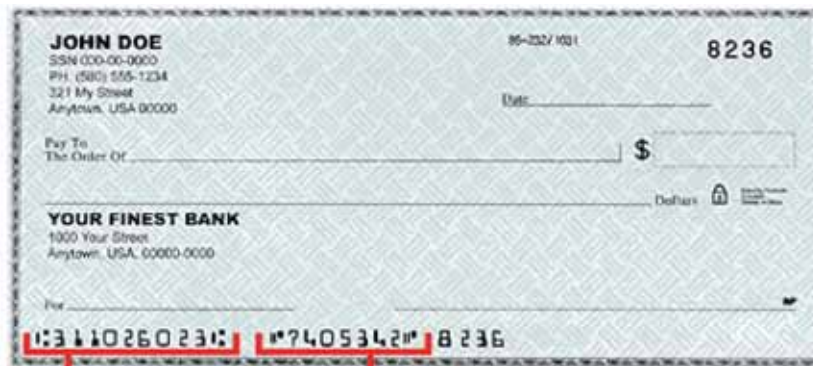 JOHN DOE
SSN 000-00-0000
PH. (580) 555-1234
321 My Street
Anytown, USA 00000
8236
Date
Pay To
The Order Of
$
Dollars
YOUR FINEST BANK
1000 Your Street
Anytown, USA, 00000-0000
For
⑆311026023⑆ ⑈7405342⑈ 8236